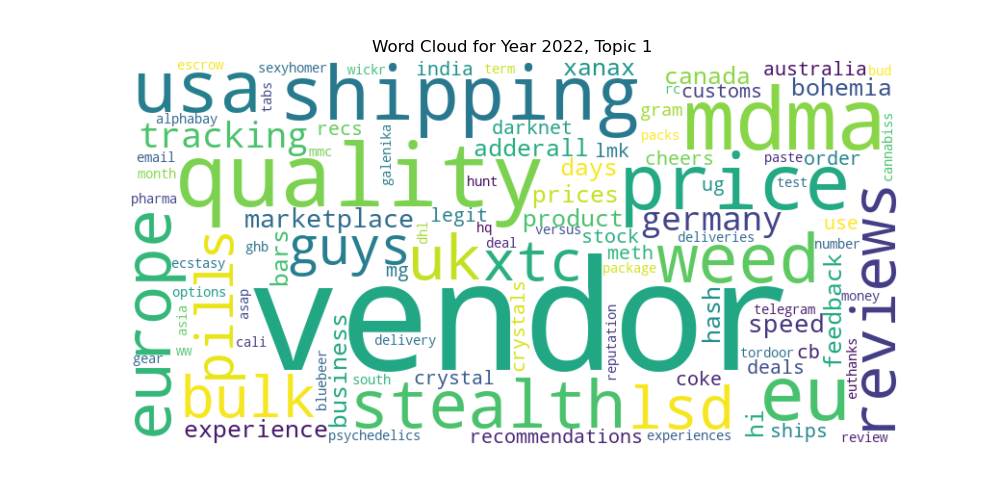 Word Cloud for Year 2022, Topic 1
escrow
sexyhomer
wickr
india
term
xanax
canada
australia
bud
usa
shipping
tabs
rc
customs
bohemia
alphabay
tracking
recs
darknet
gram
mdma
packs
cannabiss
email
mmc
galenika
adderall
lmk
cheers
paste
order
month
quality
hunt
days
price
ug
test
pharma
prices
use
europe
marketplace
legit
hq
product
germany
reviews
pills
bars
guys
dhl
deal
versus
stock
deliveries
number
ghb
uk
xtc
meth
weed
ecstasy
mg
package
feedback
options
asap
vendor
money
asia
crystals
hash
telegram
gear
ww
cali
business
delivery
reputation
speed
tordoor
cb
euthanks
bluebeer
south
crystal
coke
deals
bulk
stealth
lsd
eu
experience
psychedelics
recommendations
experiences
hi
ships
review